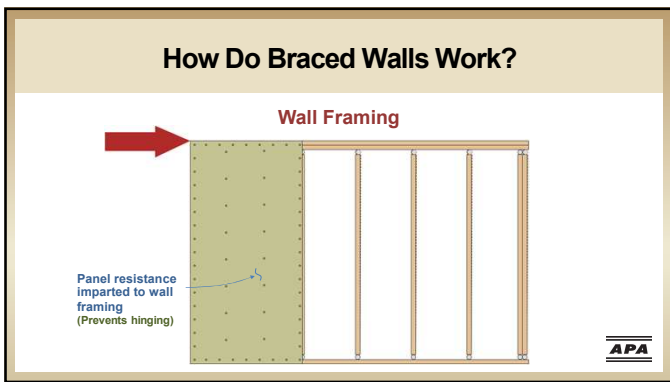 How Do Braced Walls Work?
Wall Framing
Panel resistance
imparted to wall
framing
(Prevents hinging)
APA